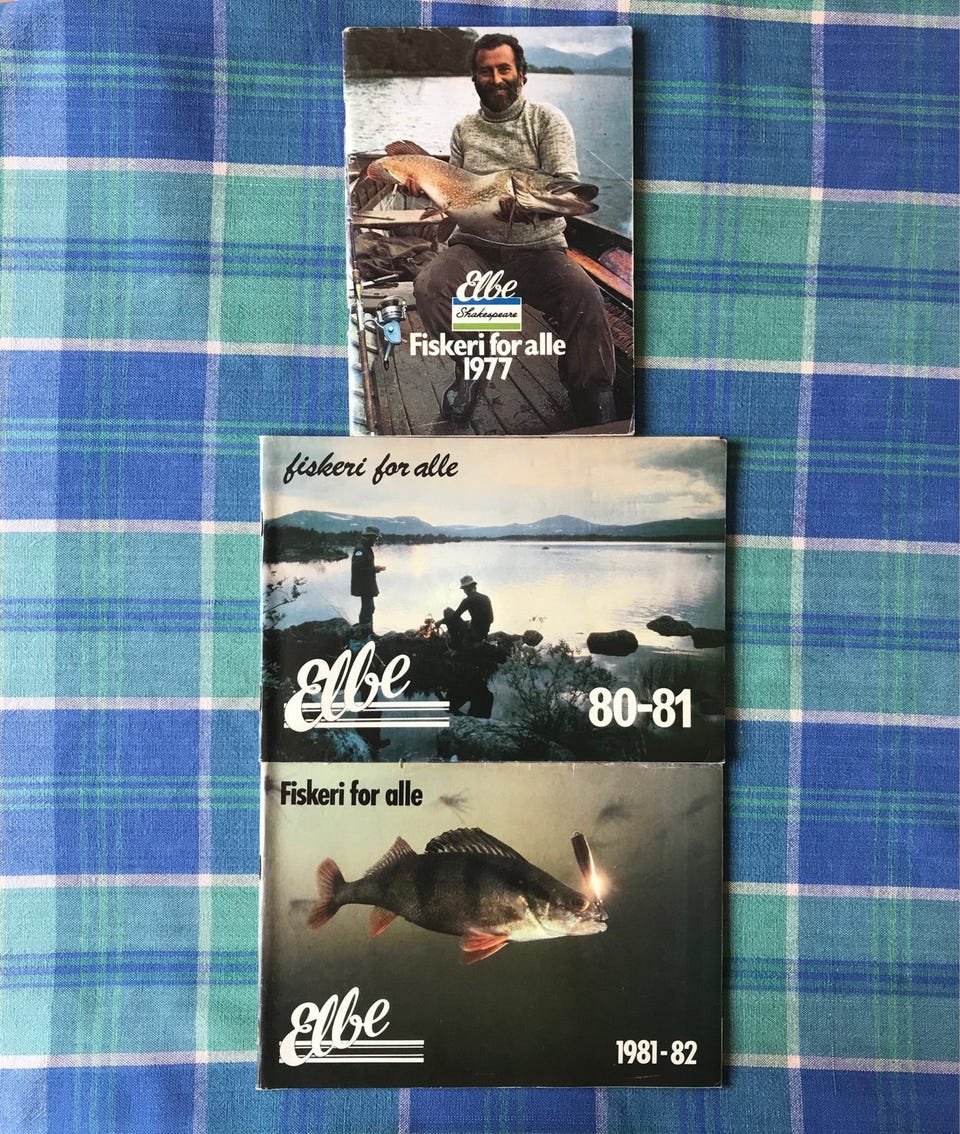 Elbe
Shakespeare
Fiskeri for alle
1977
fiskeri for alle
Elbe
80-81
Fiskeri for alle
Elbe
1981-82